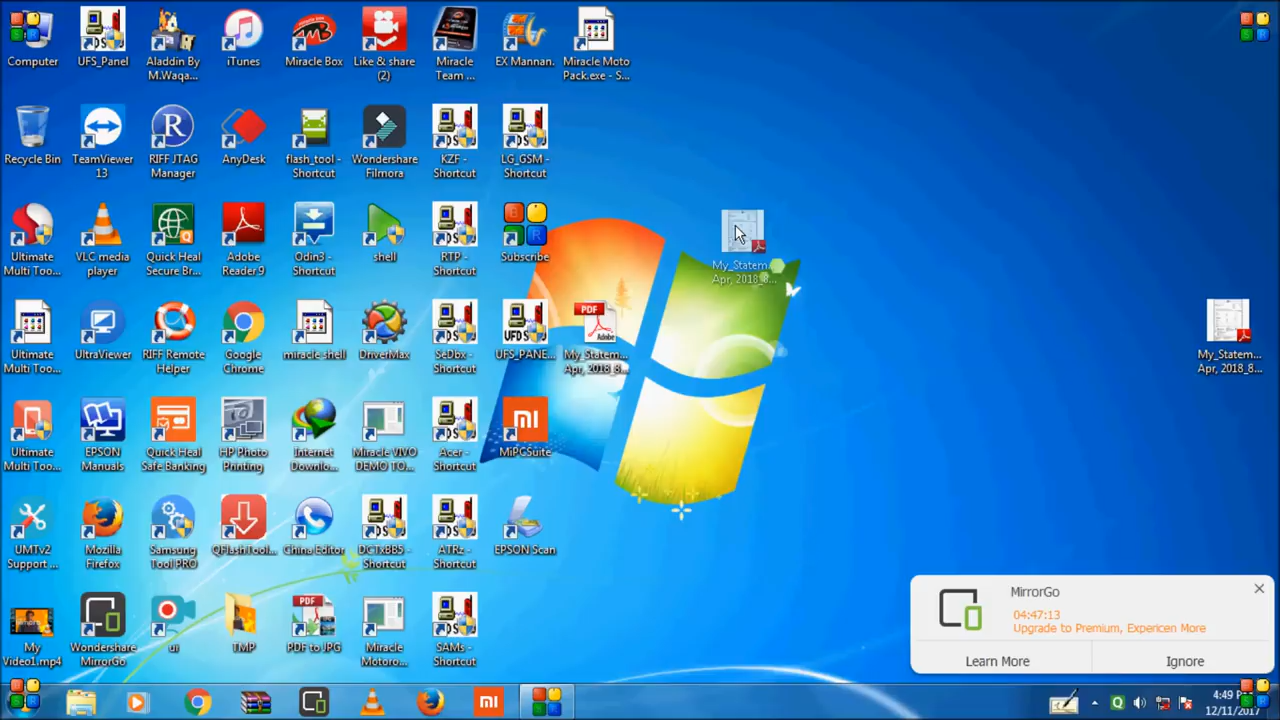 Computer
UFS_Panel
Aladdin By
M.Waqa...
iTunes
Miracle Box
Like & share
(2)
Miracle
Team ...
EX Mannan.
Miracle Moto
Pack.exe - S...
Recycle Bin
TeamViewer
13
RIFF JTAG
Manager
AnyDesk
flash_tool -
Shortcut
Wondershare
Filmora
KZF -
Shortcut
LG_GSM -
Shortcut
Ultimate
Multi Too...
VLC media
player
Quick Heal
Secure Br...
Adobe
Reader 9
Odin3 -
Shortcut
shell
RTP -
Shortcut
Subscribe
My_Statem...
Apr, 2018_8...
Ultimate
Multi Too...
UltraViewer
RIFF Remote
Helper
Google
Chrome
miracle_shell
DriverMax
SeDbx -
Shortcut
UFS_PANE...
PDF
Adobe
My_Statem...
Apr, 2018_8...
My_Statem...
Apr, 2018_8...
Ultimate
Multi Too...
EPSON
Manuals
Quick Heal
Safe Banking
HP Photo
Printing
Internet
Downlo...
Miracle VIVO
DEMO TO...
Acer -
Shortcut
MiPCSuite
UMTv2
Support ...
Mozilla
Firefox
Samsung
Tool PRO
QFlashTool...
China Editor
DCTxBB5 -
Shortcut
ATRz -
Shortcut
EPSON Scan
My
Video1.mp4
Wondershare
MirrorGo
ui
TMP
PDF
PDF to JPG
Miracle
Motoro...
SAMs -
Shortcut
MirrorGo
04:47:13
Upgrade to Premium, Expericen More
Learn More
Ignore
4:49 PM
12/11/2017